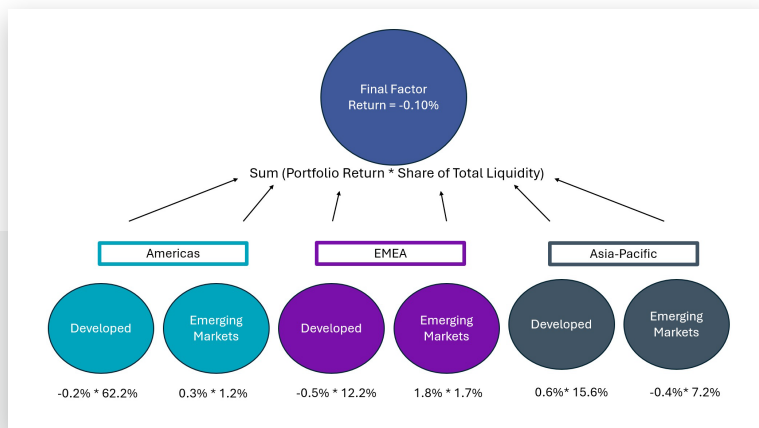 Final Factor
Return = -0.10%
Sum (Portfolio Return * Share of Total Liquidity)
Americas
EMEA
Asia-Pacific
Developed
Emerging
Markets
Developed
Emerging
Markets
Developed
Emerging
Markets
-0.2% * 62.2%
0.3% * 1.2%
-0.5% * 12.2%
1.8% * 1.7%
0.6%* 15.6%
-0.4%* 7.2%